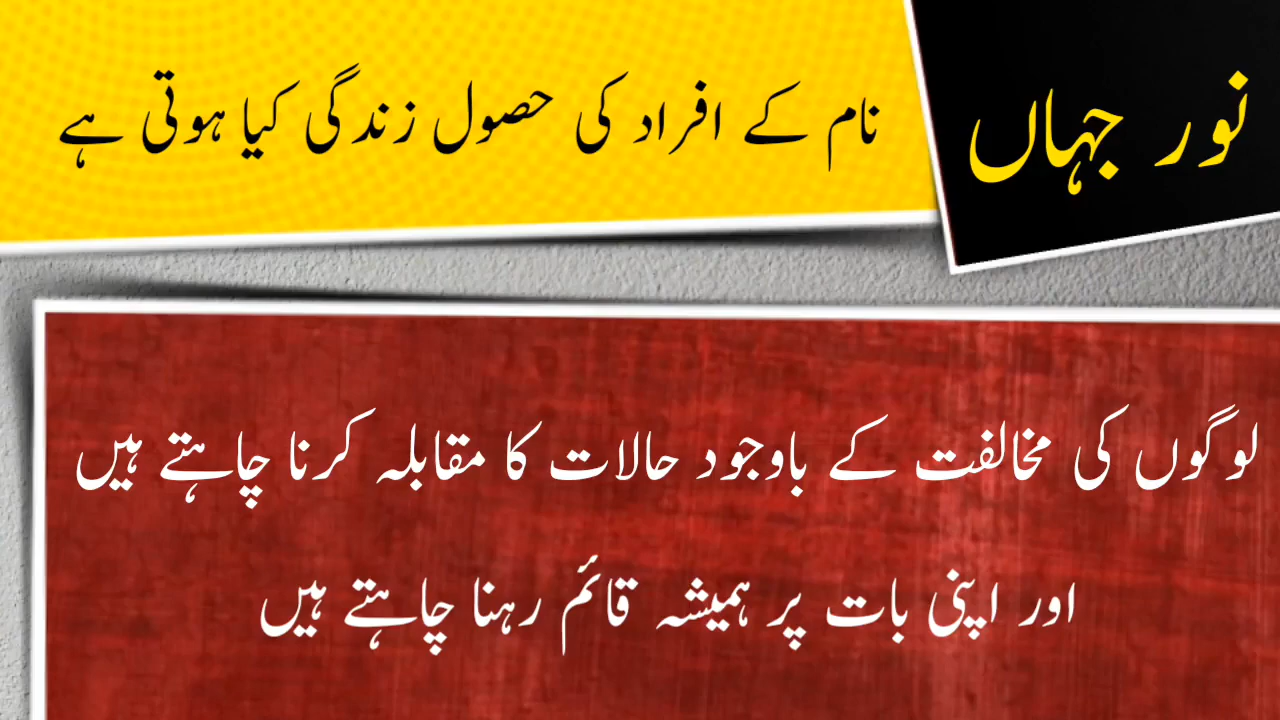 نور جہاں
نام کے افراد کی حصول زندگی کیا ہوتی ہے
لوگوں کی مخالفت کے باوجود حالات کا مقابلہ کرنا چاہتے ہیں
اور اپنی بات پر ہمیشہ قائم رہنا چاہتے ہیں